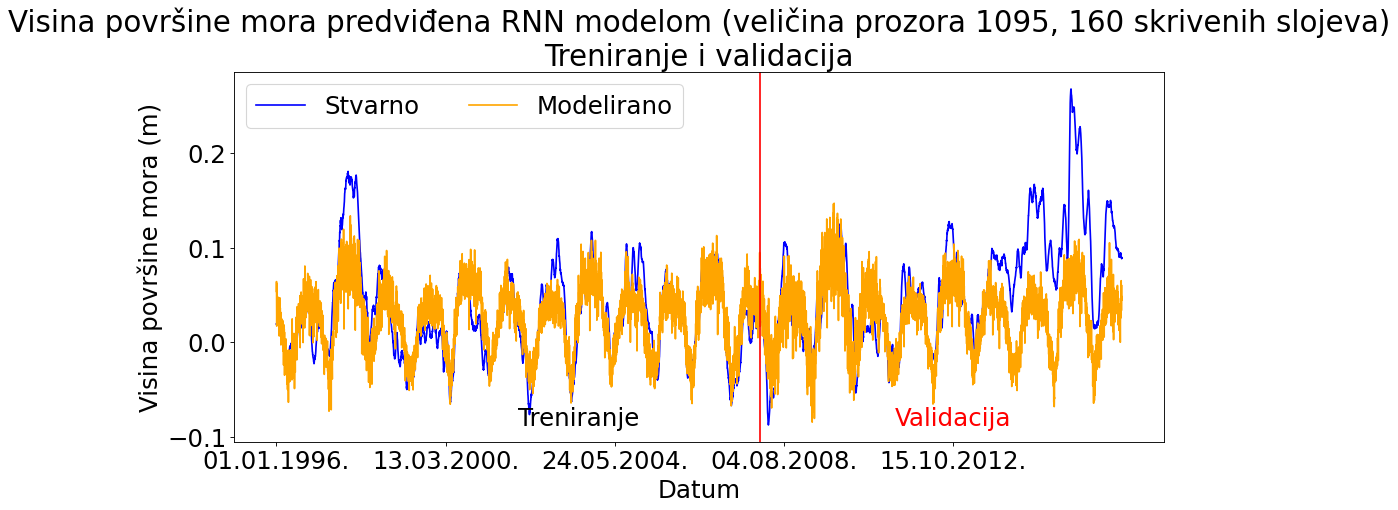 Visina površine mora predviđena RNN modelom (veličina prozora 1095, 160 skrivenih slojeva)
Treniranje i validacija
Stvarno
Modelirano
Visina površine mora (m)
0.2
0.1
0.0
−0.1
Treniranje
Validacija
01.01.1996.
13.03.2000.
24.05.2004.
04.08.2008.
15.10.2012.
Datum